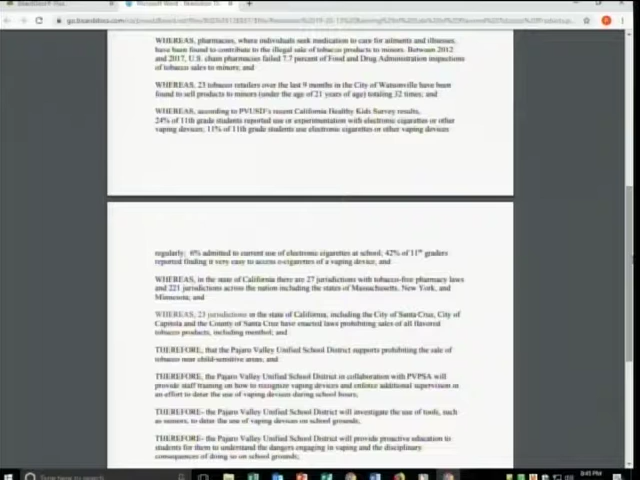 WHEREAS, pharmacies, where individuals seek medication to care for ailments and illnesses,
have been found to contribute to the illegal sale of tobacco products to minors. Between 2012
and 2017, U.S. chain pharmacies failed 7.7 percent of Food and Drug Administration inspections
of tobacco sales to minors; and
WHEREAS, 23 tobacco retailers over the last 9 months in the City of Watsonville have been
found to sell products to minors (under the age of 21 years of age) totaling 32 times; and
WHEREAS, according to PVUSD's recent California Healthy Kids Survey results,
24% of 11th grade students reported use or experimentation with electronic cigarettes or other
vaping devices; 11% of 11th grade students use electronic cigarettes or other vaping devices
regularly; 6% admitted to current use of electronic cigarettes at school; 42% of 11th graders
reported finding it very easy to access e-cigarettes of a vaping device; and
WHEREAS, in the state of California there are 27 jurisdictions with tobacco-free pharmacy laws
and 221 jurisdictions across the nation including the states of Massachusetts, New York, and
Minnesota; and
WHEREAS, 23 jurisdictions in the state of California, including the City of Santa Cruz, City of
Capitola and the County of Santa Cruz have enacted laws prohibiting sales of all flavored
tobacco products, including menthol; and
THEREFORE, that the Pajaro Valley Unified School District supports prohibiting the sale of
tobacco near child-sensitive areas; and
THEREFORE, the Pajaro Valley Unified School District in collaboration with PVPSA will
provide staff training on how to recognize vaping devices and enforce additional supervision in
an effort to deter the use of vaping devices during school hours;
THEREFORE- the Pajaro Valley Unified School District will investigate the use of tools, such
as sensors, to deter the use of vaping devices on school grounds;
THEREFORE- the Pajaro Valley Unified School District will provide proactive education to
students for them to understand the dangers engaging in vaping and the disciplinary
consequences of doing so on school grounds;
8:45 PM